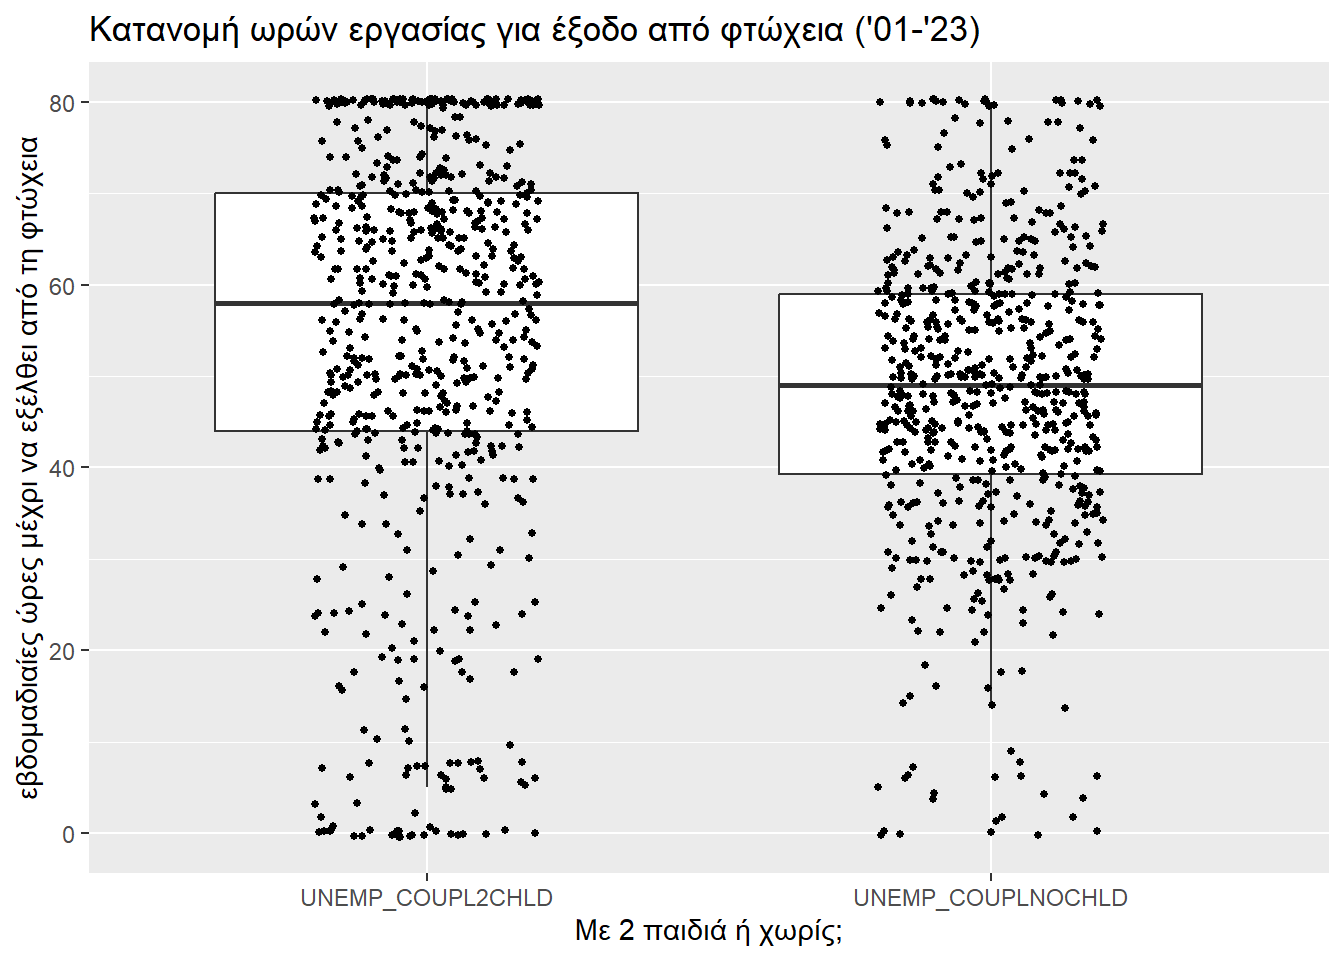 Κατανομή ωρών εργασίας για έξοδο από φτώχεια ('01-'23)
εβδομαδιαίες ώρες μέχρι να εξέλθει από τη φτώχεια
80
60
40
20
0
UNEMP_COUPL2CHLD
UNEMP_COUPLNOCHLD
Με 2 παιδιά ή χωρίς;